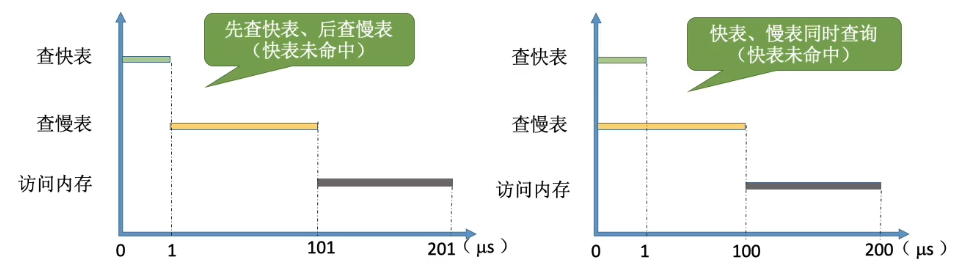 先查快表、后查慢表
（快表未命中）
查快表
查慢表
访问内存
0 1 101 201（μs）
快表、慢表同时查询
（快表未命中）
查快表
查慢表
访问内存
0 1 100 200（μs）